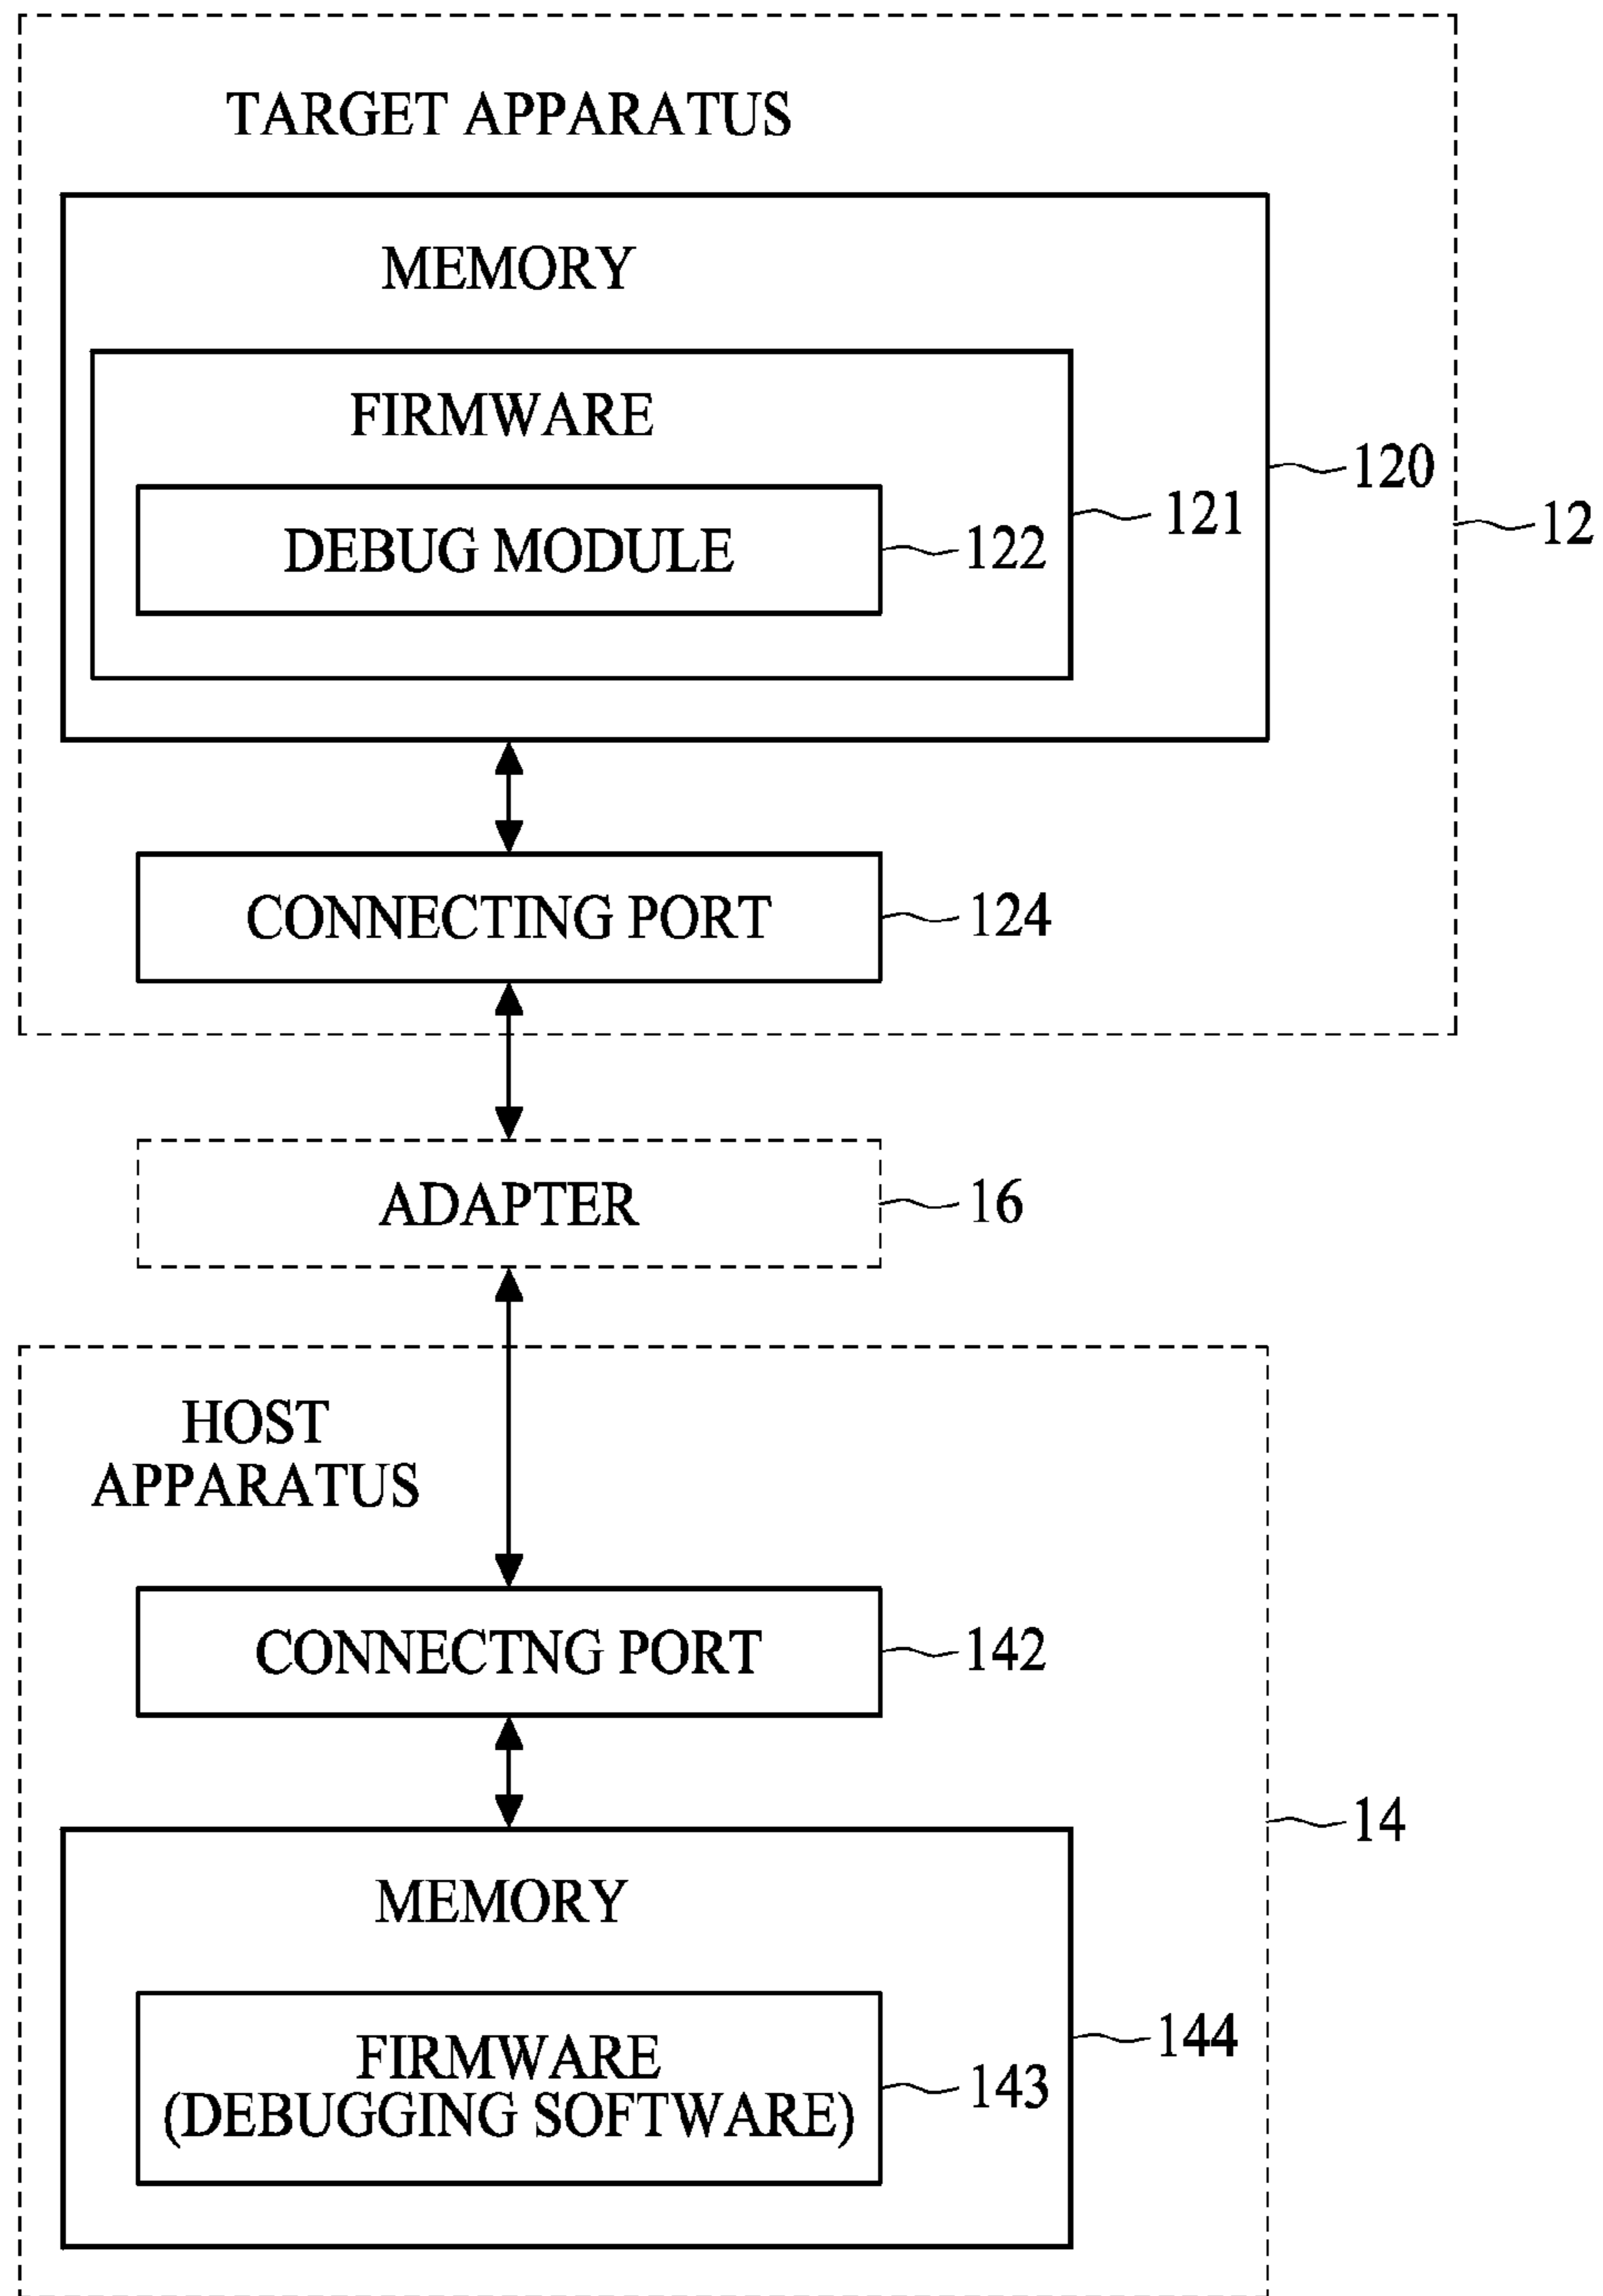 TARGET APPARATUS
MEMORY
FIRMWARE
120
121
12
DEBUG MODULE
122
CONNECTING PORT
124
ADAPTER
16
HOST
APPARATUS
CONNECTNG PORT
142
14
MEMORY
144
FIRMWARE
(DEBUGGING SOFTWARE)
143